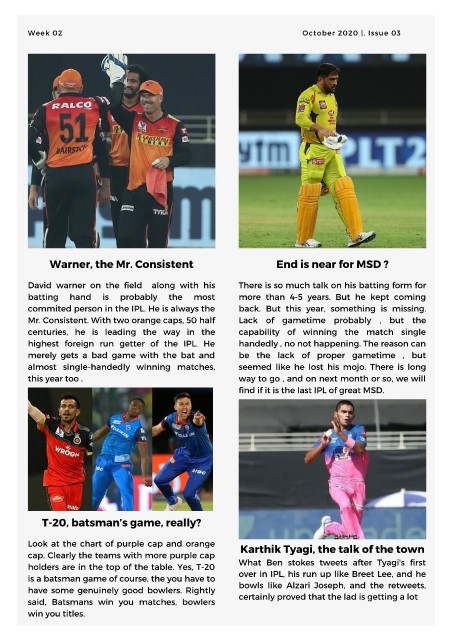 Week 02
October 2020 |. Issue 03
RALCO
51
BAIRSTOW
TYKA
Warner, the Mr. Consistent
David warner on the field along with his
batting hand is probably the most
commited person in the IPL. He is always the
Mr. Consistent. With two orange caps, 50 half
centuries, he is leading the way in the
highest foreign run getter of the IPL. He
merely gets a bad game with the bat and
almost single-handedly winning matches,
this year too .
WROGN
T-20, batsman's game, really?
Look at the chart of purple cap and orange
cap. Clearly the teams with more purple cap
holders are in the top of the table. Yes, T-20
is a batsman game of course, the you have to
have some genuinely good bowlers. Rightly
said, Batsmans win you matches, bowlers
win you titles.
End is near for MSD ?
There is so much talk on his batting form for
more than 4-5 years. But he kept coming
back. But this year, something is missing.
Lack of gametime probably , but the
capability of winning the match single
handedly , no not happening. The reason can
be the lack of proper gametime , but
seemed like he lost his mojo. There is long
way to go , and on next month or so, we will
find if it is the last IPL of great MSD.
Karthik Tyagi, the talk of the town
What Ben stokes tweets after Tyagi's first
over in IPL, his run up like Breet Lee, and he
bowls like Alzari Joseph, and the retweets,
certainly proved that the lad is getting a lot